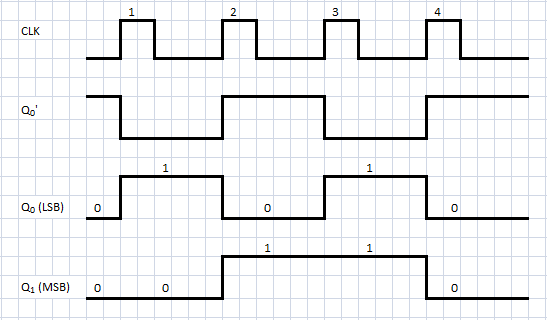 1 2 3 4
CLK
Q0'
1 1
Q0 (LSB) 0 0 0
1 1
Q1 (MSB) 0 0 0